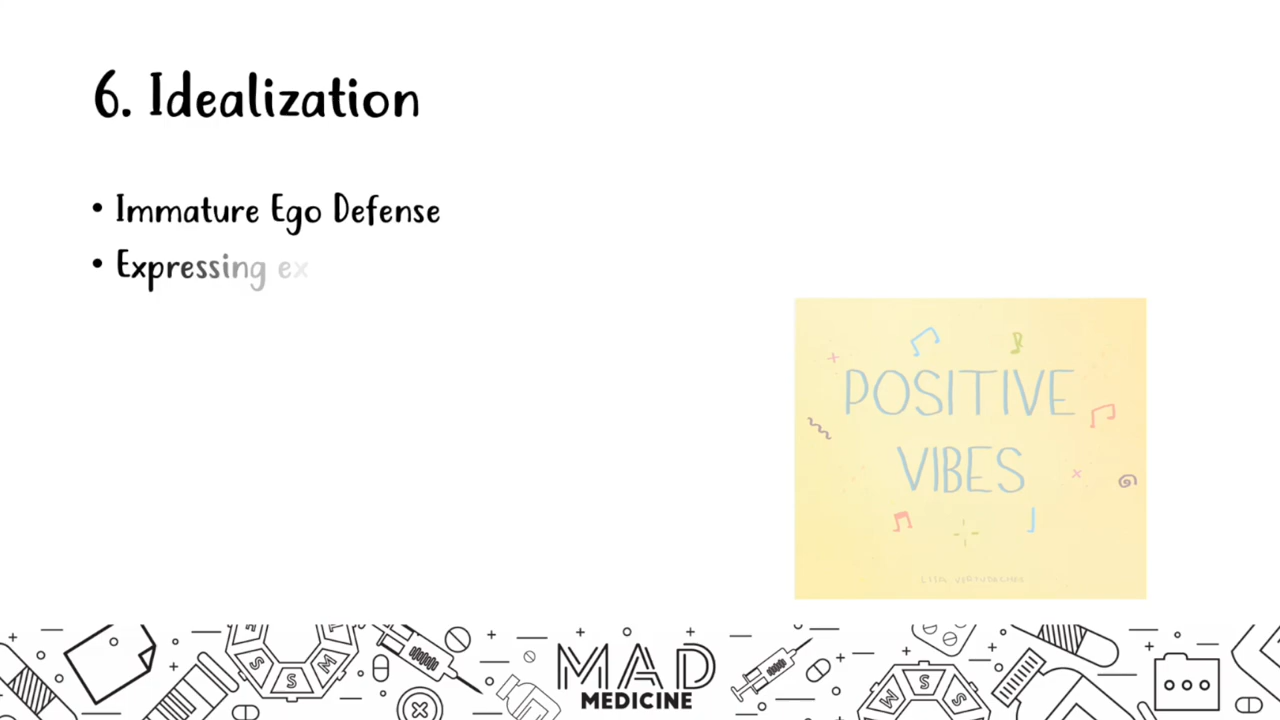 6. Idealization
• Immature Ego Defense
• Expressing ex
POSITIVE
VIBES
MAD
MEDICINE
S
S
M
M
S
S